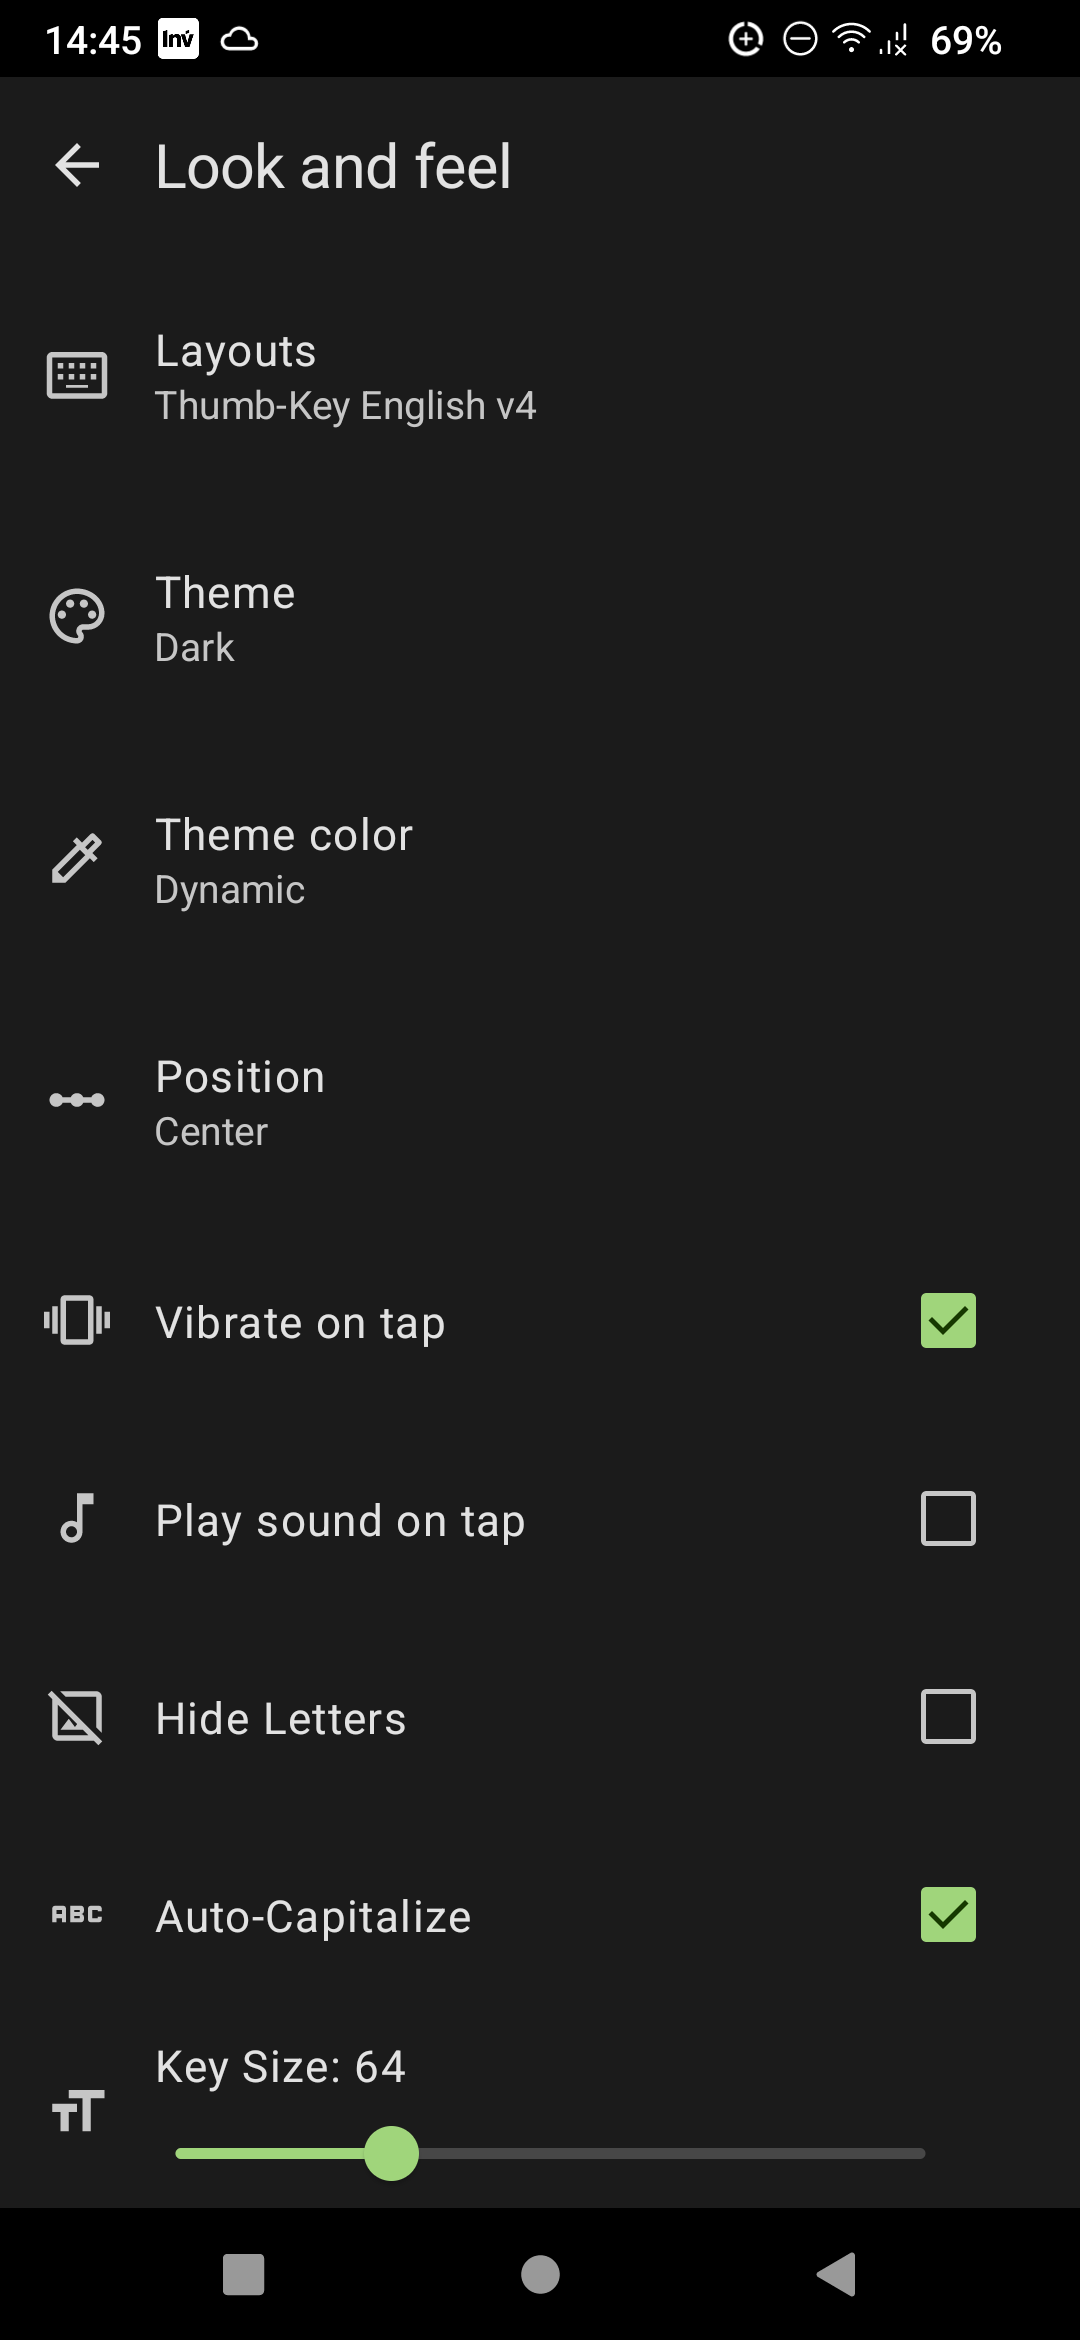 14:45 Inv 69%
Look and feel
Layouts
Thumb-Key English v4
Theme
Dark
Theme color
Dynamic
Position
Center
Vibrate on tap
Play sound on tap
Hide Letters
ABC Auto-Capitalize
Key Size: 64